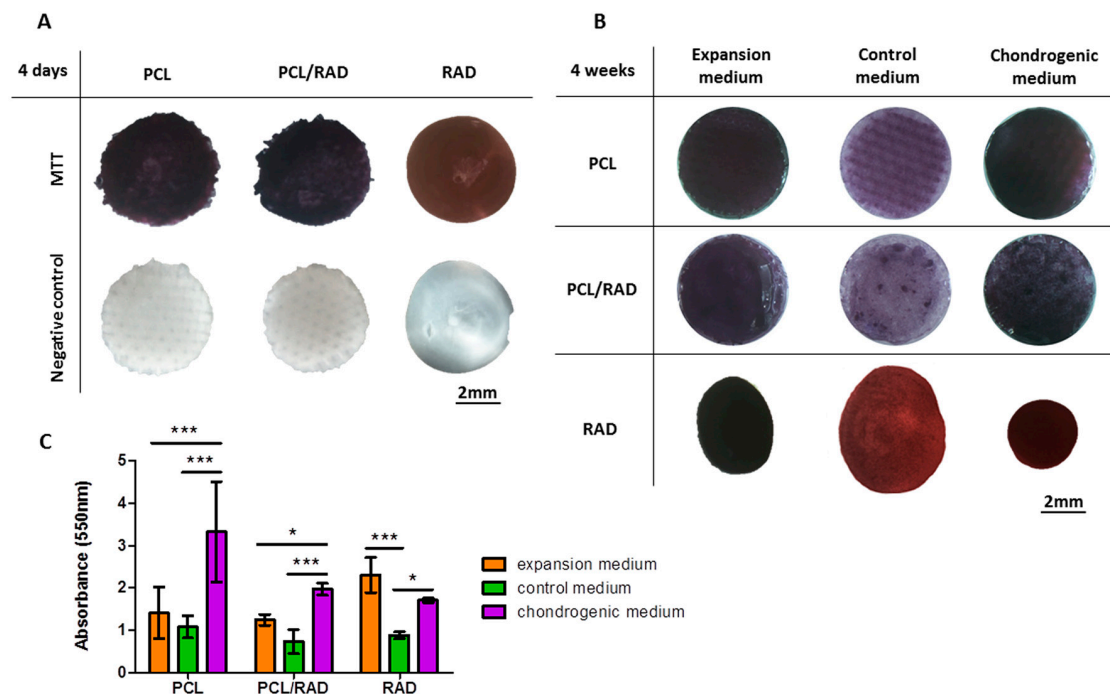 A
4 days
PCL
PCL/RAD
RAD
MTT
Negative control
2mm
B
4 weeks
Expansion
medium
Control
medium
Chondrogenic
medium
PCL
PCL/RAD
RAD
2mm
C
***
***
*
***
***
*
Absorbance (550nm)
5
4
3
2
1
0
PCL
PCL/RAD
RAD
expansion medium
control medium
chondrogenic medium